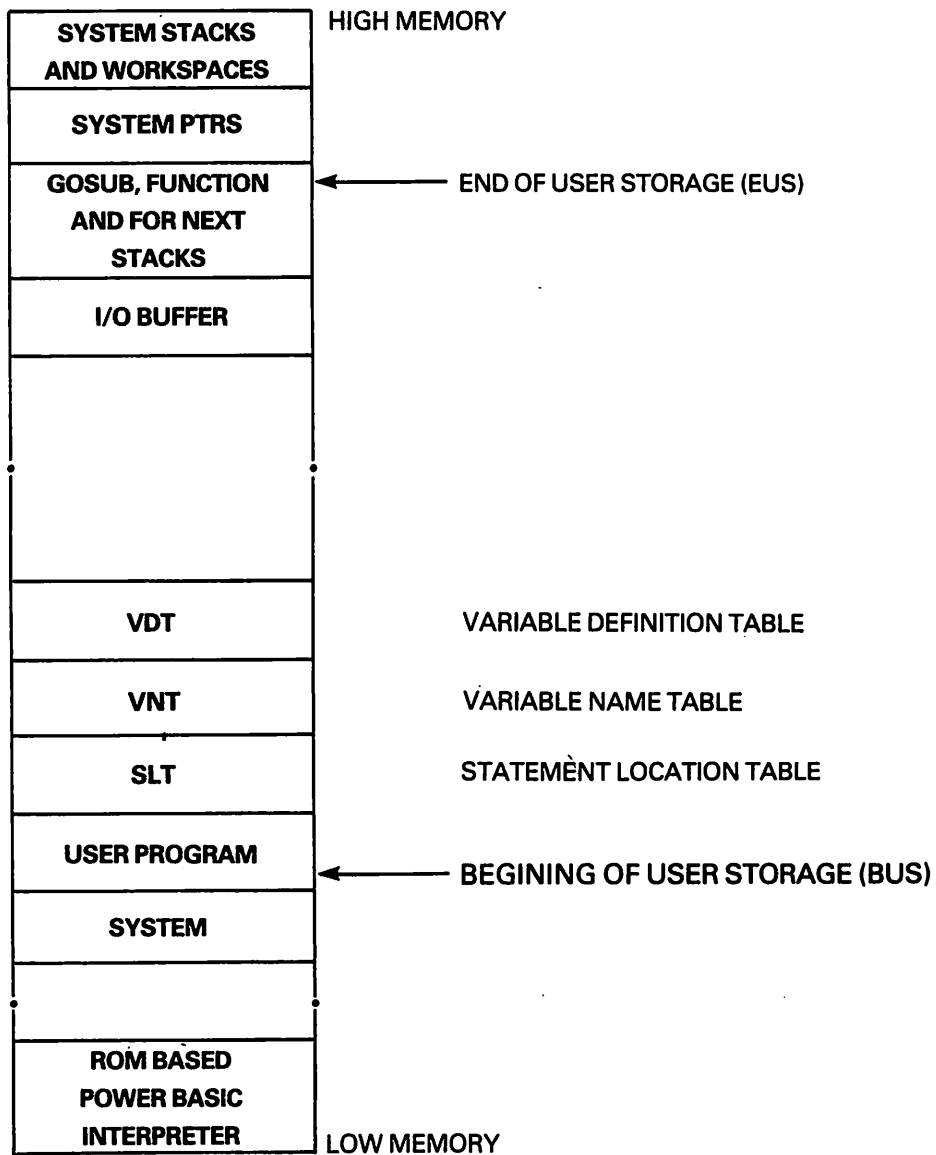 HIGH MEMORY
SYSTEM STACKS
AND WORKSPACES
SYSTEM PTRS
GOSUB, FUNCTION
AND FOR NEXT
STACKS
END OF USER STORAGE (EUS)
I/O BUFFER
VDT
VARIABLE DEFINITION TABLE
VNT
VARIABLE NAME TABLE
SLT
STATEMENT LOCATION TABLE
USER PROGRAM
BEGINING OF USER STORAGE (BUS)
SYSTEM
ROM BASED
POWER BASIC
INTERPRETER
LOW MEMORY